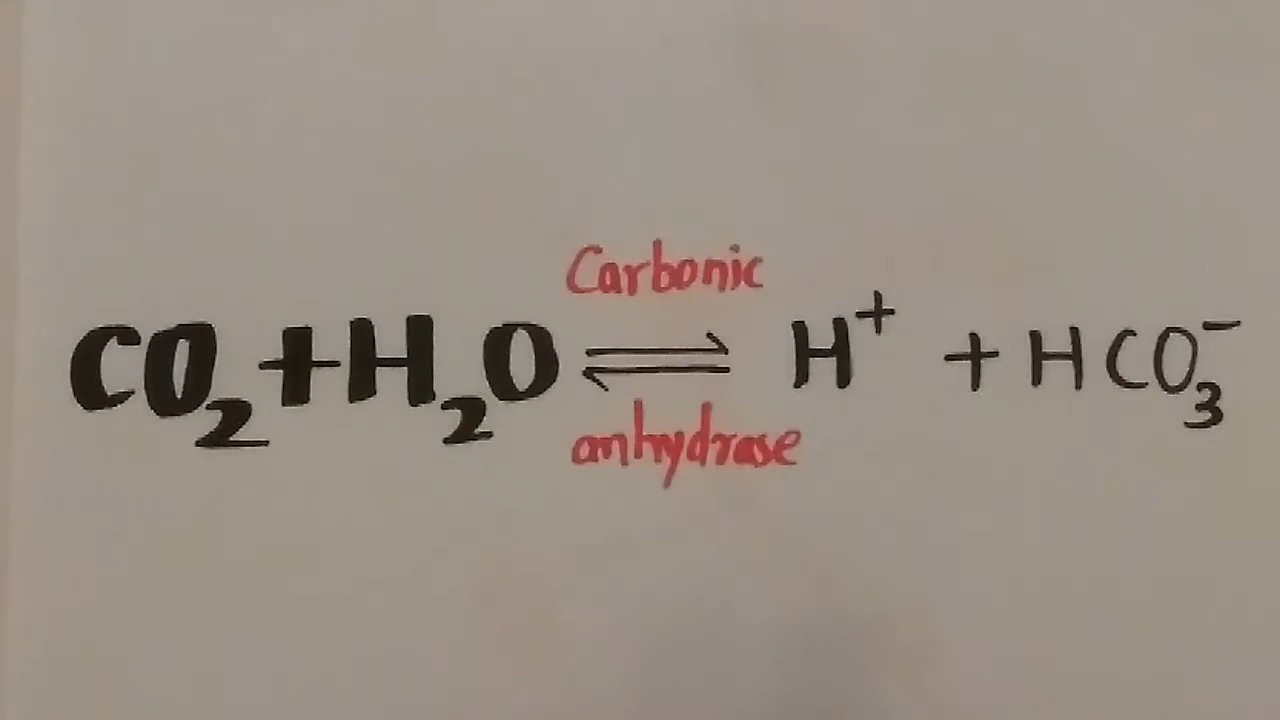 Carbonic
CO₂+H₂O ⇌ H⁺ + HCO₃⁻
anhydrase